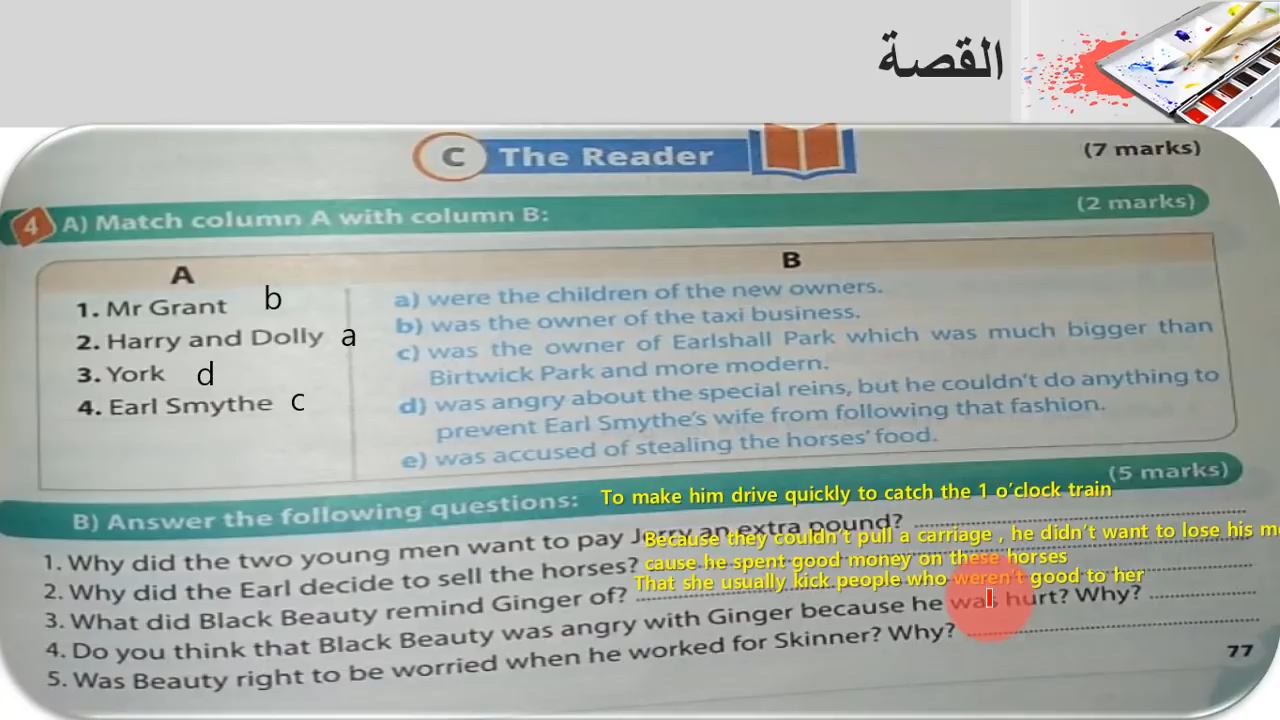 القصة
C The Reader (7 marks)
4 A) Match column A with column B: (2 marks)
A B
1. Mr Grant b
2. Harry and Dolly a
3. York d
4. Earl Smythe c
a) were the children of the new owners.
b) was the owner of the taxi business.
c) was the owner of Earlshall Park which was much bigger than
Birtwick Park and more modern.
d) was angry about the special reins, but he couldn't do anything to
prevent Earl Smythe's wife from following that fashion.
e) was accused of stealing the horses' food.
B) Answer the following questions: (5 marks)
To make him drive quickly to catch the 1 o'clock train
1. Why did the two young men want to pay Jerry an extra pound?
Because they couldn't pull a carriage , he didn't want to lose his
2. Why did the Earl decide to sell the horses?
cause he spent good money on these horses
3. What did Black Beauty remind Ginger of?
That she usually kick people who weren't good to her
4. Do you think that Black Beauty was angry with Ginger because he was hurt? Why?
5. Was Beauty right to be worried when he worked for Skinner? Why?
77